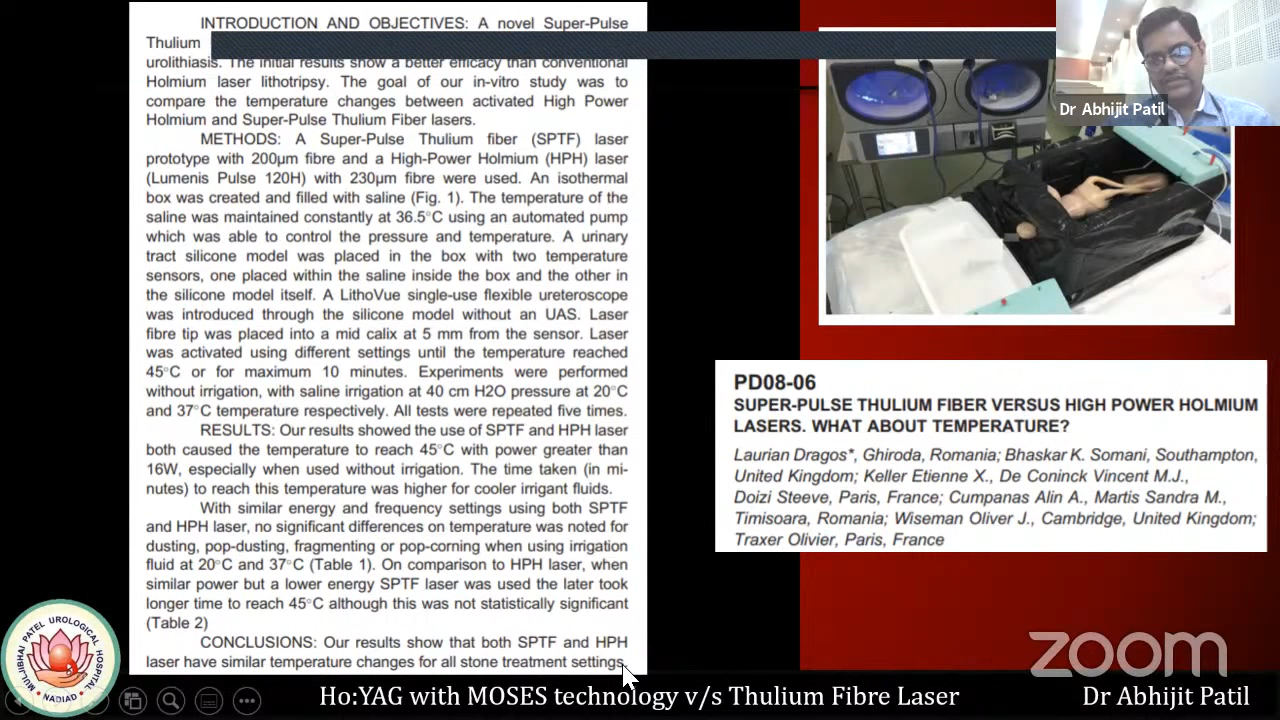 INTRODUCTION AND OBJECTIVES: A novel Super-Pulse
Thulium
urolithiasis. The initial results show a better efficacy than conventional
Holmium laser lithotripsy. The goal of our in-vitro study was to
compare the temperature changes between activated High Power
Holmium and Super-Pulse Thulium Fiber lasers.
METHODS: A Super-Pulse Thulium fiber (SPTF) laser
prototype with 200µm fibre and a High-Power Holmium (HPH) laser
(Lumenis Pulse 120H) with 230µm fibre were used. An isothermal
box was created and filled with saline (Fig. 1). The temperature of the
saline was maintained constantly at 36.5°C using an automated pump
which was able to control the pressure and temperature. A urinary
tract silicone model was placed in the box with two temperature
sensors, one placed within the saline inside the box and the other in
the silicone model itself. A LithoVue single-use flexible ureteroscope
was introduced through the silicone model without an UAS. Laser
fibre tip was placed into a mid calix at 5 mm from the sensor. Laser
was activated using different settings until the temperature reached
45°C or for maximum 10 minutes. Experiments were performed
without irrigation, with saline irrigation at 40 cm H2O pressure at 20°C
and 37°C temperature respectively. All tests were repeated five times.
RESULTS: Our results showed the use of SPTF and HPH laser
both caused the temperature to reach 45°C with power greater than
16W, especially when used without irrigation. The time taken (in mi-
nutes) to reach this temperature was higher for cooler irrigant fluids.
With similar energy and frequency settings using both SPTF
and HPH laser, no significant differences on temperature was noted for
dusting, pop-dusting, fragmenting or pop-corning when using irrigation
fluid at 20°C and 37°C (Table 1). On comparison to HPH laser, when
similar power but a lower energy SPTF laser was used the later took
longer time to reach 45°C although this was not statistically significant
(Table 2)
CONCLUSIONS: Our results show that both SPTF and HPH
laser have similar temperature changes for all stone treatment settings.
Dr Abhijit Patil
PD08-06
SUPER-PULSE THULIUM FIBER VERSUS HIGH POWER HOLMIUM
LASERS. WHAT ABOUT TEMPERATURE?
Laurian Dragos*, Ghiroda, Romania; Bhaskar K. Somani, Southampton,
United Kingdom; Keller Etienne X., De Coninck Vincent M.J.,
Doizi Steeve, Paris, France; Cumpanas Alin A., Martis Sandra M.,
Timisoara, Romania; Wiseman Oliver J., Cambridge, United Kingdom;
Traxer Olivier, Paris, France
zoom
MULJIBHAI PATEL UROLOGICAL HOSPITAL
NADIAD
Ho:YAG with MOSES technology v/s Thulium Fibre Laser
Dr Abhijit Patil